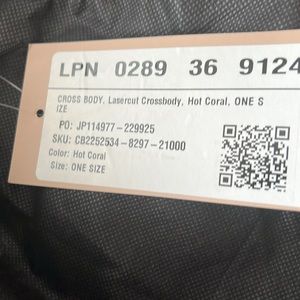 LPN 0289 36 9124
CROSS BODY, Lasercut Crossbody, Hot Coral, ONE S
IZE
PO: JP114977-229925
SKU: CB2252534-8297-21000
Color: Hot Coral
Size: ONE SIZE